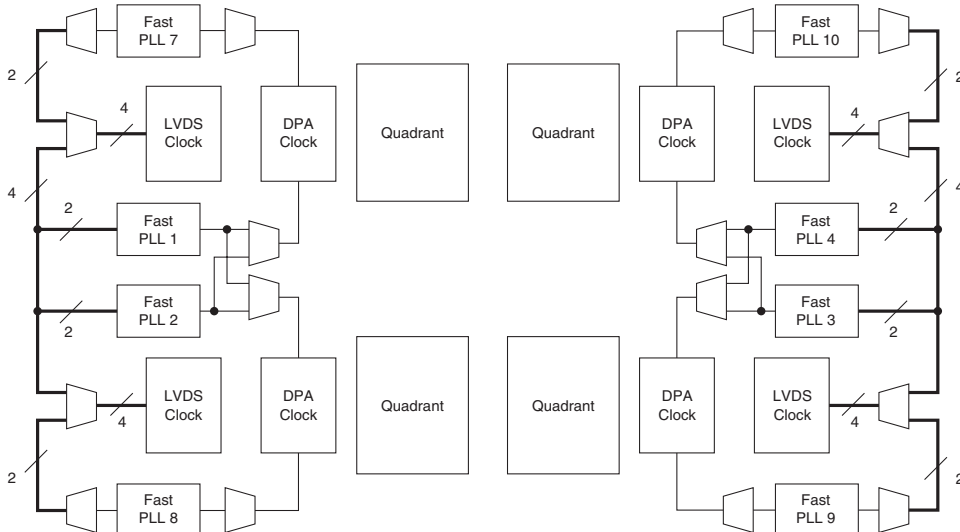 Fast
PLL 7
Fast
PLL 10
2
2
4
LVDS
Clock
DPA
Clock
Quadrant
Quadrant
DPA
Clock
LVDS
Clock
4
4
4
2
Fast
PLL 1
Fast
PLL 4
2
2
Fast
PLL 2
Fast
PLL 3
2
LVDS
Clock
4
DPA
Clock
Quadrant
Quadrant
DPA
Clock
LVDS
Clock
4
2
2
Fast
PLL 8
Fast
PLL 9